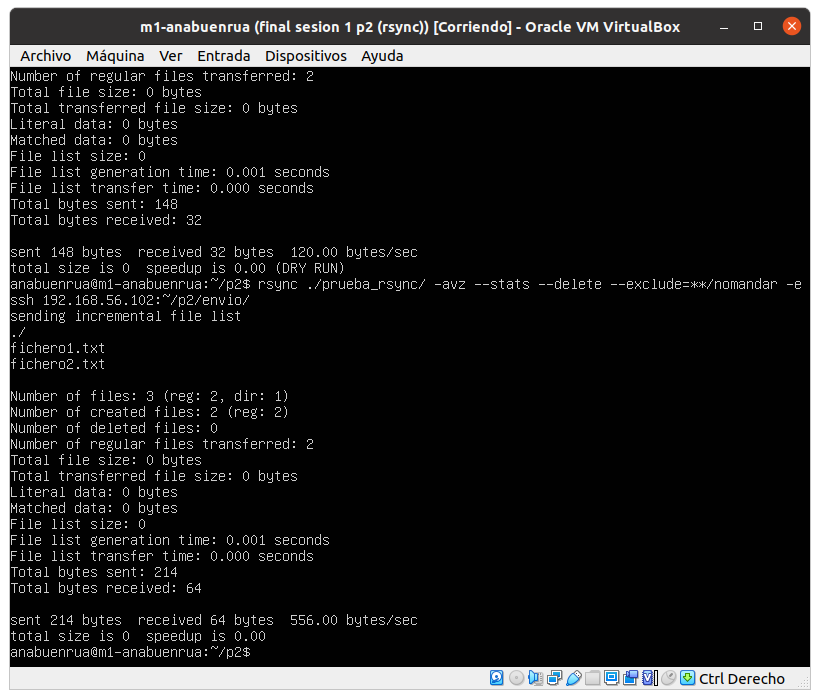 m1-anabuenrua (final sesion 1 p2 (rsync)) [Corriendo] - Oracle VM VirtualBox
Archivo Máquina Ver Entrada Dispositivos Ayuda
Number of regular files transferred: 2
Total file size: 0 bytes
Total transferred file size: 0 bytes
Literal data: 0 bytes
Matched data: 0 bytes
File list size: 0
File list generation time: 0.001 seconds
File list transfer time: 0.000 seconds
Total bytes sent: 148
Total bytes received: 32

sent 148 bytes  received 32 bytes  120.00 bytes/sec
total size is 0  speedup is 0.00 (DRY RUN)
anabuenrua@m1-anabuenrua:~/p2$ rsync ./prueba_rsync/ -avz --stats --delete --exclude=**/nomandar -e
ssh 192.168.56.102:~/p2/envio/
sending incremental file list
./
fichero1.txt
fichero2.txt

Number of files: 3 (reg: 2, dir: 1)
Number of created files: 2 (reg: 2)
Number of deleted files: 0
Number of regular files transferred: 2
Total file size: 0 bytes
Total transferred file size: 0 bytes
Literal data: 0 bytes
Matched data: 0 bytes
File list size: 0
File list generation time: 0.001 seconds
File list transfer time: 0.000 seconds
Total bytes sent: 214
Total bytes received: 64

sent 214 bytes  received 64 bytes  556.00 bytes/sec
total size is 0  speedup is 0.00
anabuenrua@m1-anabuenrua:~/p2$
Ctrl Derecho